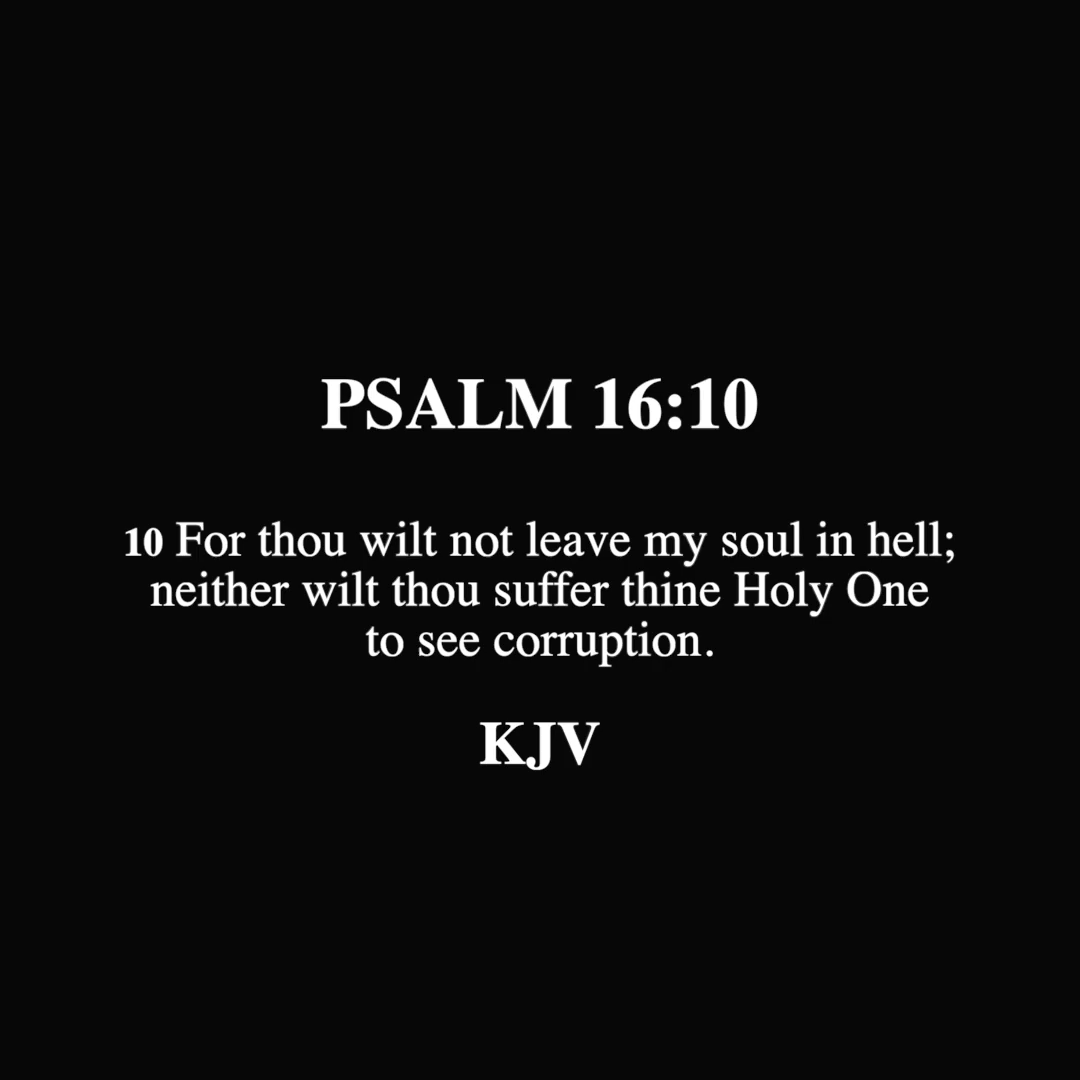 PSALM 16:10
10 For thou wilt not leave my soul in hell;
neither wilt thou suffer thine Holy One
to see corruption.
KJV